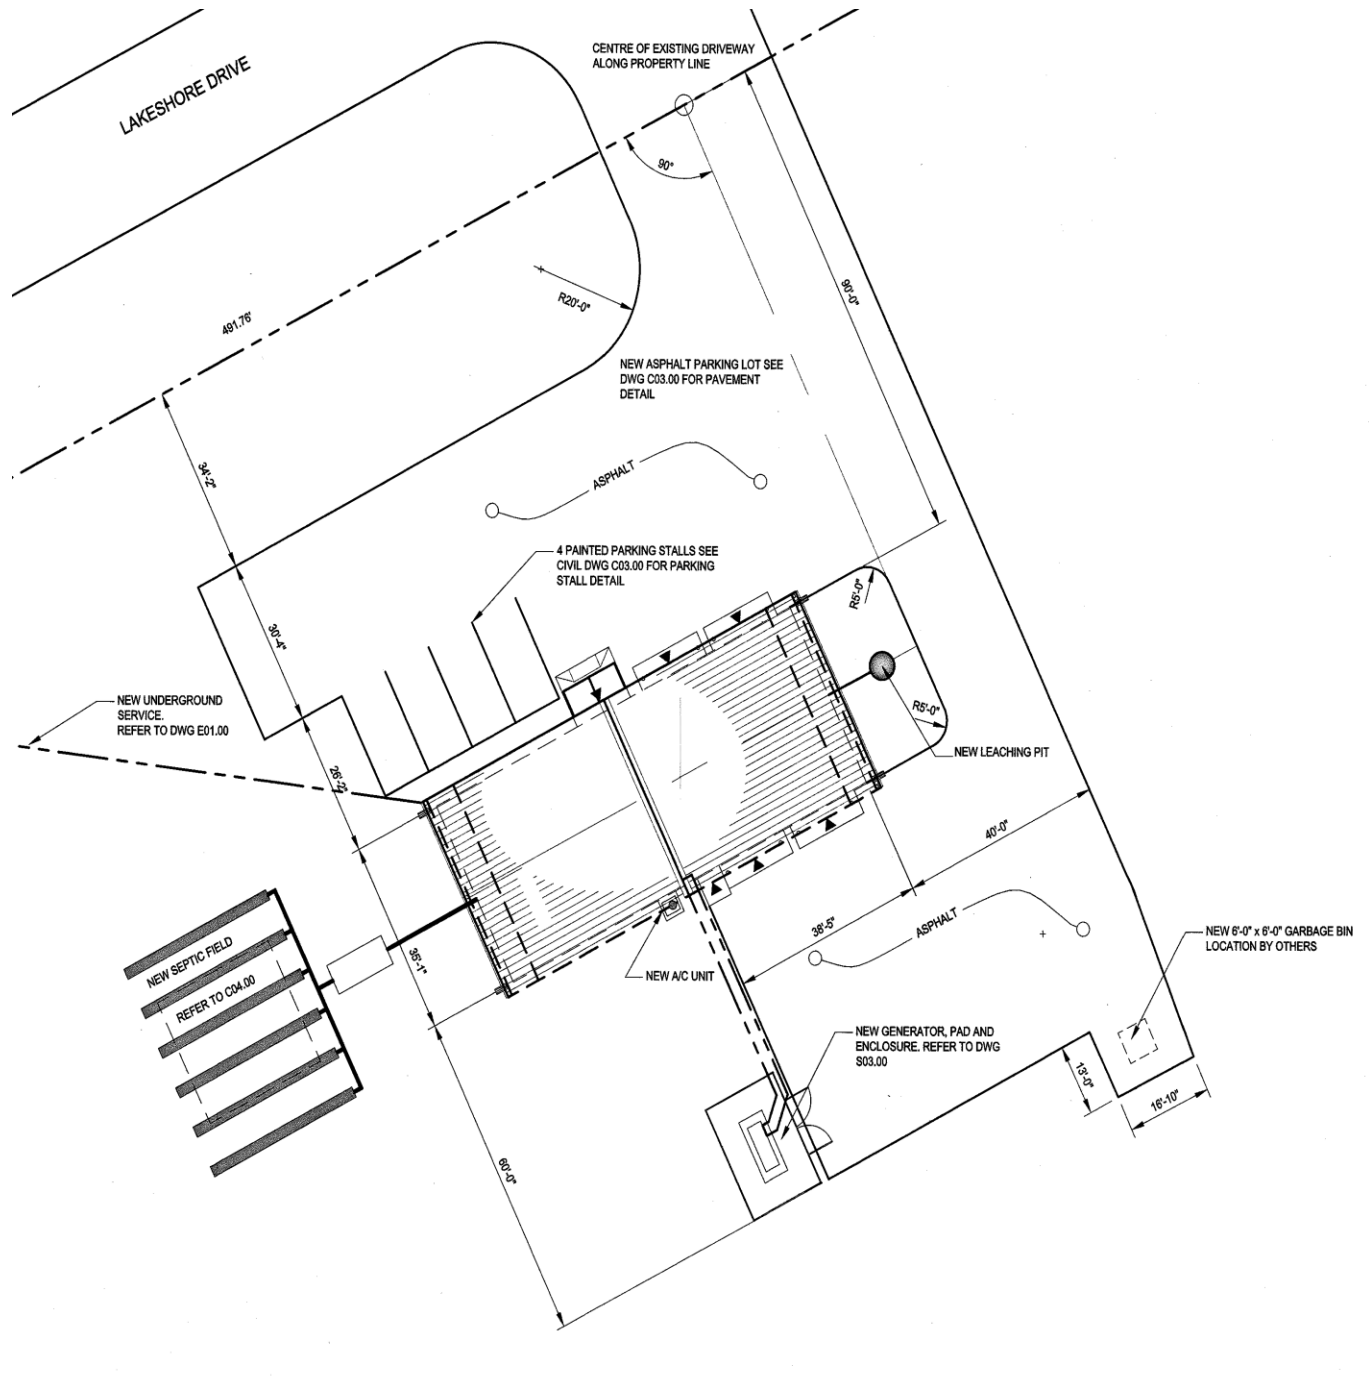 LAKESHORE DRIVE
CENTRE OF EXISTING DRIVEWAY
ALONG PROPERTY LINE
90°
491.76'
R20'-0"
90'-0"
NEW ASPHALT PARKING LOT SEE
DWG C03.00 FOR PAVEMENT
DETAIL
34'-2"
ASPHALT
4 PAINTED PARKING STALLS SEE
CIVIL DWG C03.00 FOR PARKING
STALL DETAIL
R5'-0"
30'-4"
NEW UNDERGROUND
SERVICE.
REFER TO DWG E01.00
R5'-0"
NEW LEACHING PIT
26'-2"
40'-0"
38'-5"
ASPHALT
NEW 6'-0" x 6'-0" GARBAGE BIN
LOCATION BY OTHERS
NEW SEPTIC FIELD
REFER TO C04.00
35'-1"
NEW A/C UNIT
NEW GENERATOR, PAD AND
ENCLOSURE. REFER TO DWG
S03.00
13'-0"
16'-10"
60'-0"